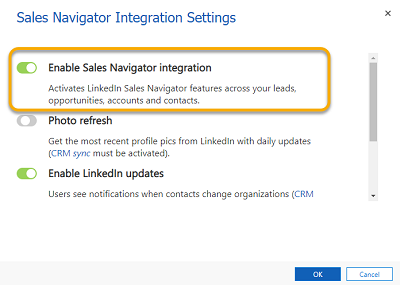 Sales Navigator Integration Settings
Enable Sales Navigator integration
Activates LinkedIn Sales Navigator features across your leads,
opportunities, accounts and contacts.
Photo refresh
Get the most recent profile pics from LinkedIn with daily updates
(CRM sync must be activated).
Enable LinkedIn updates
Users see notifications when contacts change organizations (CRM
OK Cancel